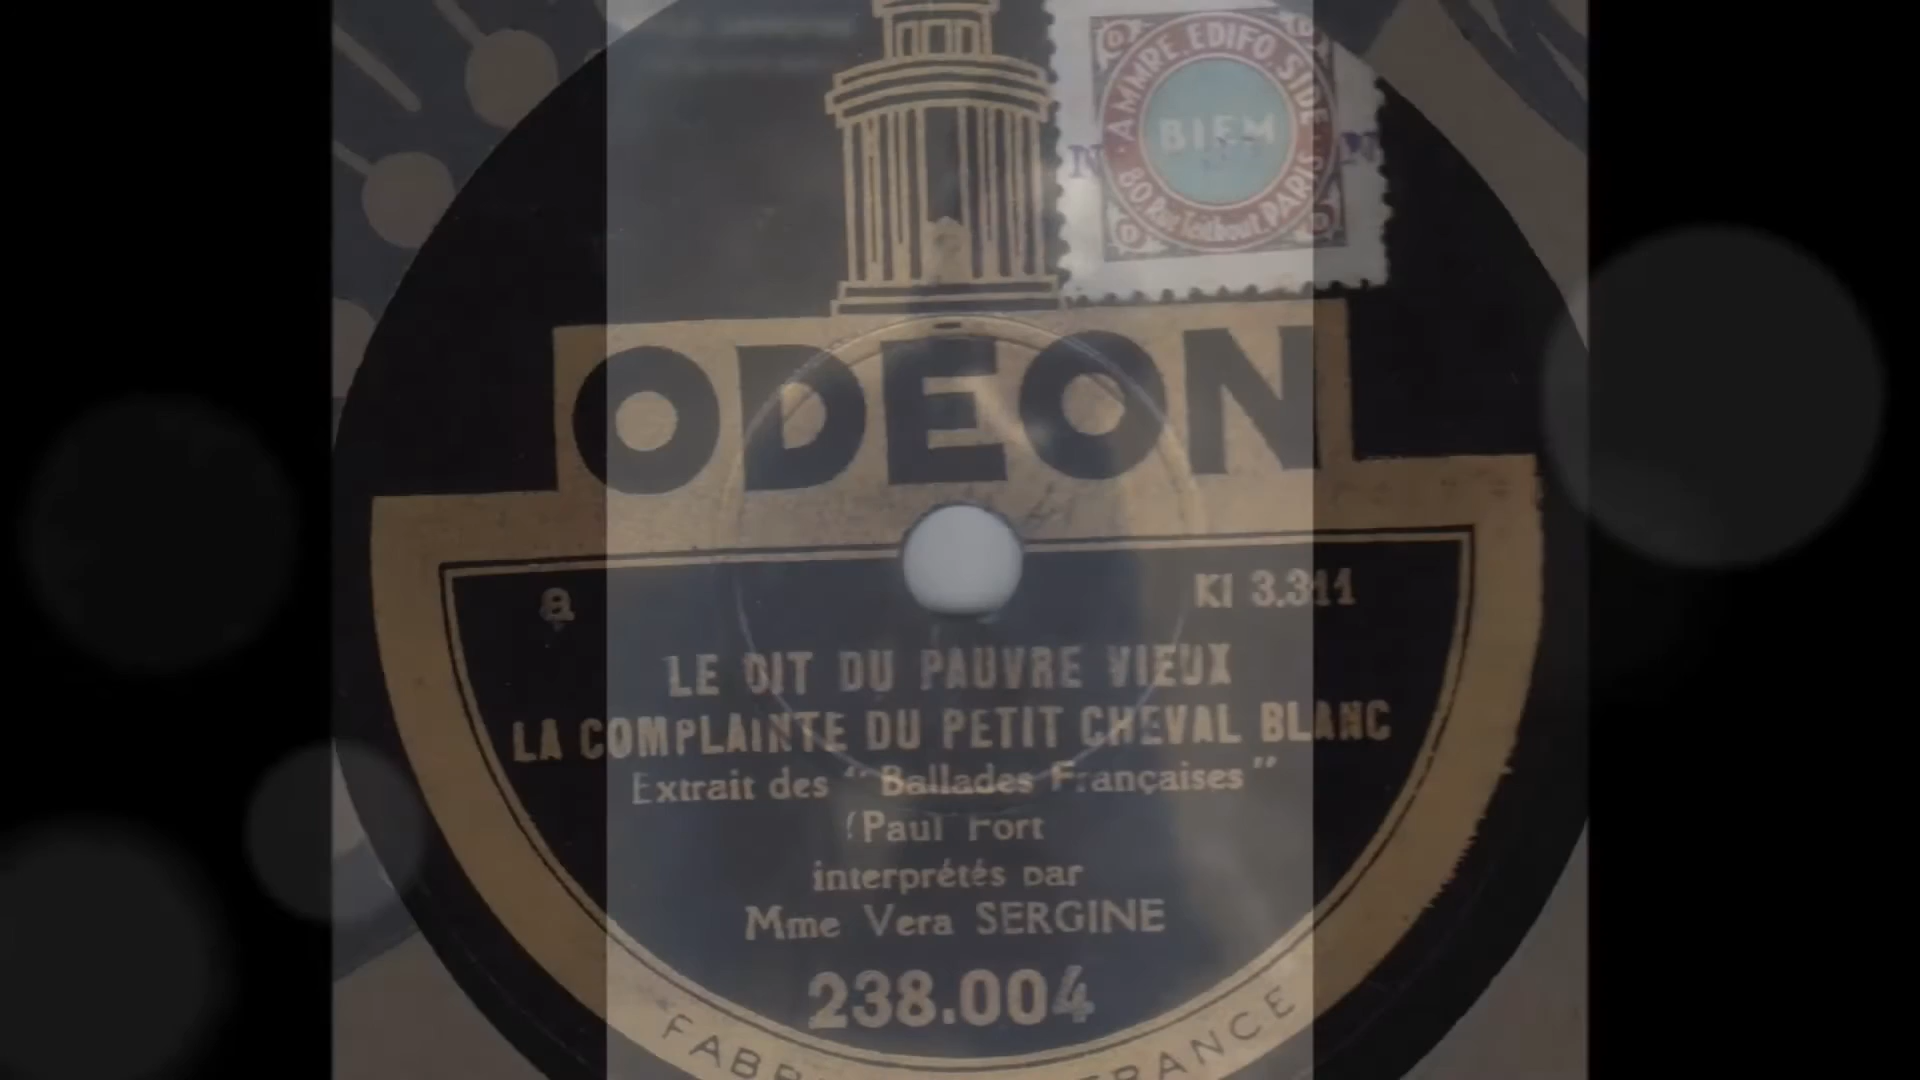 AMMRE. EDIFO. SIDE.
BIEM
80 Rue Taitbout. PARIS
ODEON
a
KI 3.311
LE DIT DU PAUVRE VIEUX
LA COMPLAINTE DU PETIT CHEVAL BLANC
Extrait des "Ballades Françaises"
(Paul Fort
interprétés par
Mme Vera SERGINE
238.004
FRANCE